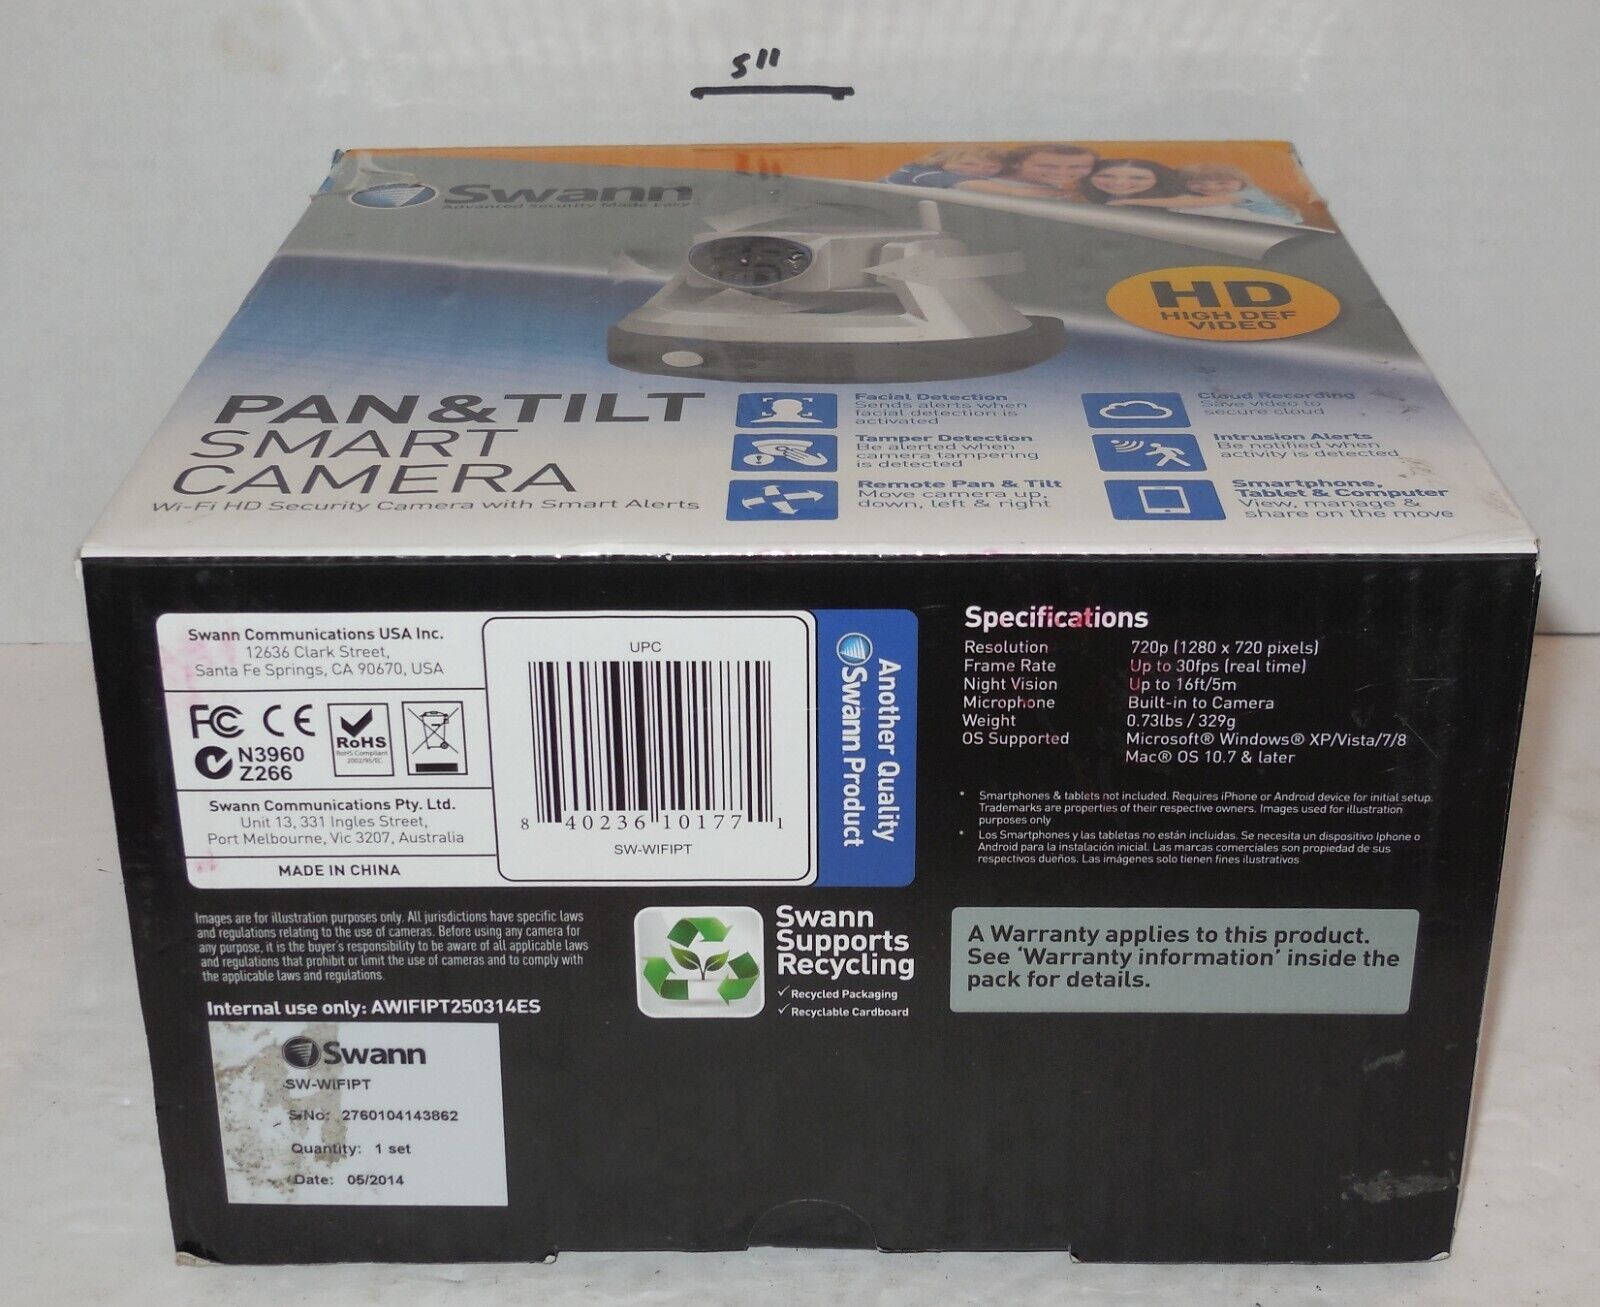 5"
Swann
Advanced Security Made Easy
HD
HIGH DEF
VIDEO
PAN & TILT
SMART
CAMERA
Wi-Fi HD Security Camera with Smart Alerts
Facial Detection
Sends alerts when
facial detection is
activated
Tamper Detection
Be alerted when
camera tampering
is detected
Remote Pan & Tilt
Move camera up,
down, left & right
Cloud Recording
Save video to
secure cloud
Intrusion Alerts
Be notified when
activity is detected
Smartphone,
Tablet & Computer
View, manage &
share on the move
Swann Communications USA Inc.
12636 Clark Street,
Santa Fe Springs, CA 90670, USA
FC CE
RoHS
RoHS Compliant
2002/95/EC
N3960
Z266
Swann Communications Pty. Ltd.
Unit 13, 331 Ingles Street,
Port Melbourne, Vic 3207, Australia
MADE IN CHINA
UPC
8 40236 10177 1
SW-WIFIPT
Another Quality
Swann Product
Specifications
Resolution 720p (1280 x 720 pixels)
Frame Rate Up to 30fps (real time)
Night Vision Up to 16ft/5m
Microphone Built-in to Camera
Weight 0.73lbs / 329g
OS Supported Microsoft® Windows® XP/Vista/7/8
Mac® OS 10.7 & later
* Smartphones & tablets not included. Requires iPhone or Android device for initial setup.
Trademarks are properties of their respective owners. Images used for illustration
purposes only
* Los Smartphones y las tabletas no están incluidas. Se necesita un dispositivo Iphone o
Android para la instalación inicial. Las marcas comerciales son propiedad de sus
respectivos dueños. Las imágenes solo tienen fines ilustrativos
Images are for illustration purposes only. All jurisdictions have specific laws
and regulations relating to the use of cameras. Before using any camera for
any purpose, it is the buyer's responsibility to be aware of all applicable laws
and regulations that prohibit or limit the use of cameras and to comply with
the applicable laws and regulations.
Internal use only: AWIFIPT250314ES
Swann
Supports
Recycling
✓ Recycled Packaging
✓ Recyclable Cardboard
A Warranty applies to this product.
See 'Warranty information' inside the
pack for details.
Swann
SW-WIFIPT
S/No: 2760104143862
Quantity: 1 set
Date: 05/2014